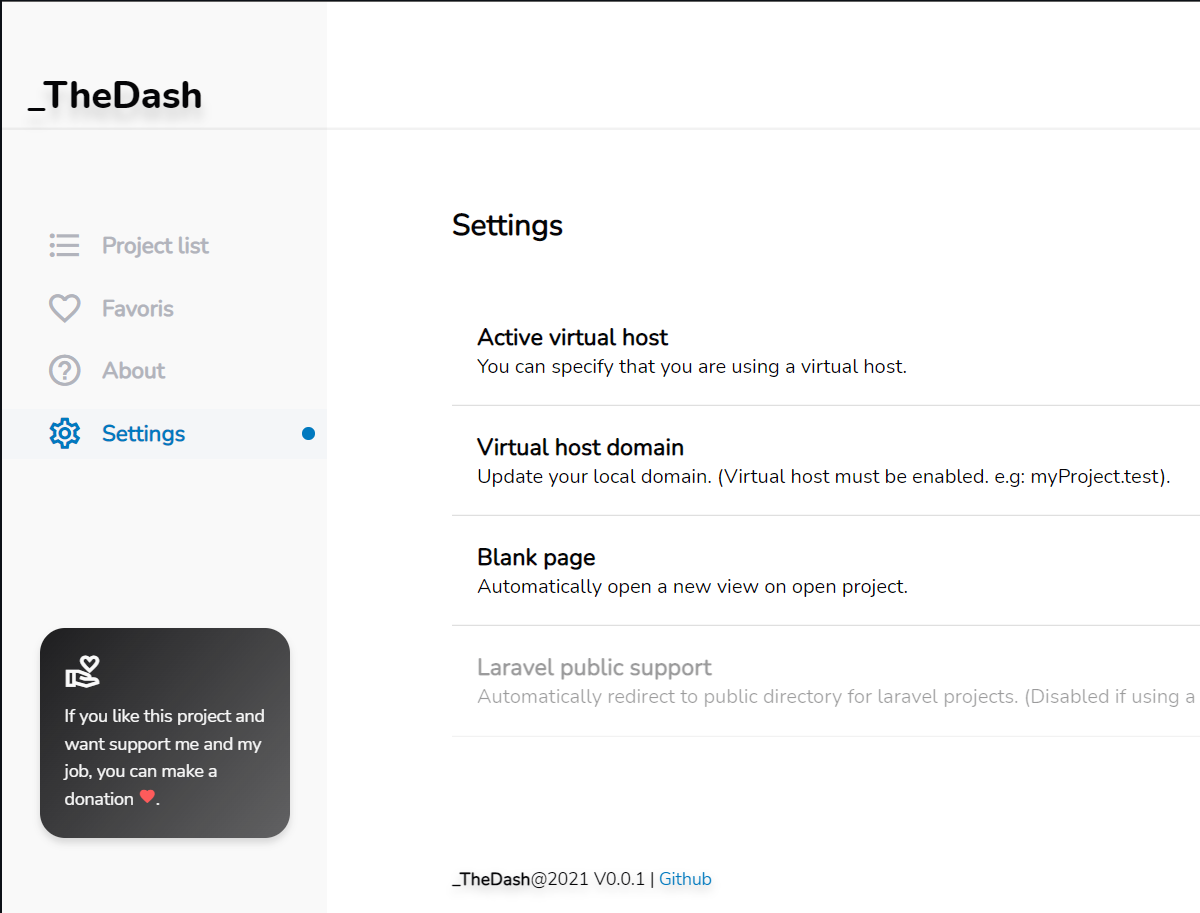 _TheDash
Project list
Favoris
About
Settings
If you like this project and
want support me and my
job, you can make a
donation ♥.
Settings
Active virtual host
You can specify that you are using a virtual host.
Virtual host domain
Update your local domain. (Virtual host must be enabled. e.g: myProject.test).
Blank page
Automatically open a new view on open project.
Laravel public support
Automatically redirect to public directory for laravel projects. (Disabled if using a
_TheDash@2021 V0.0.1 | Github